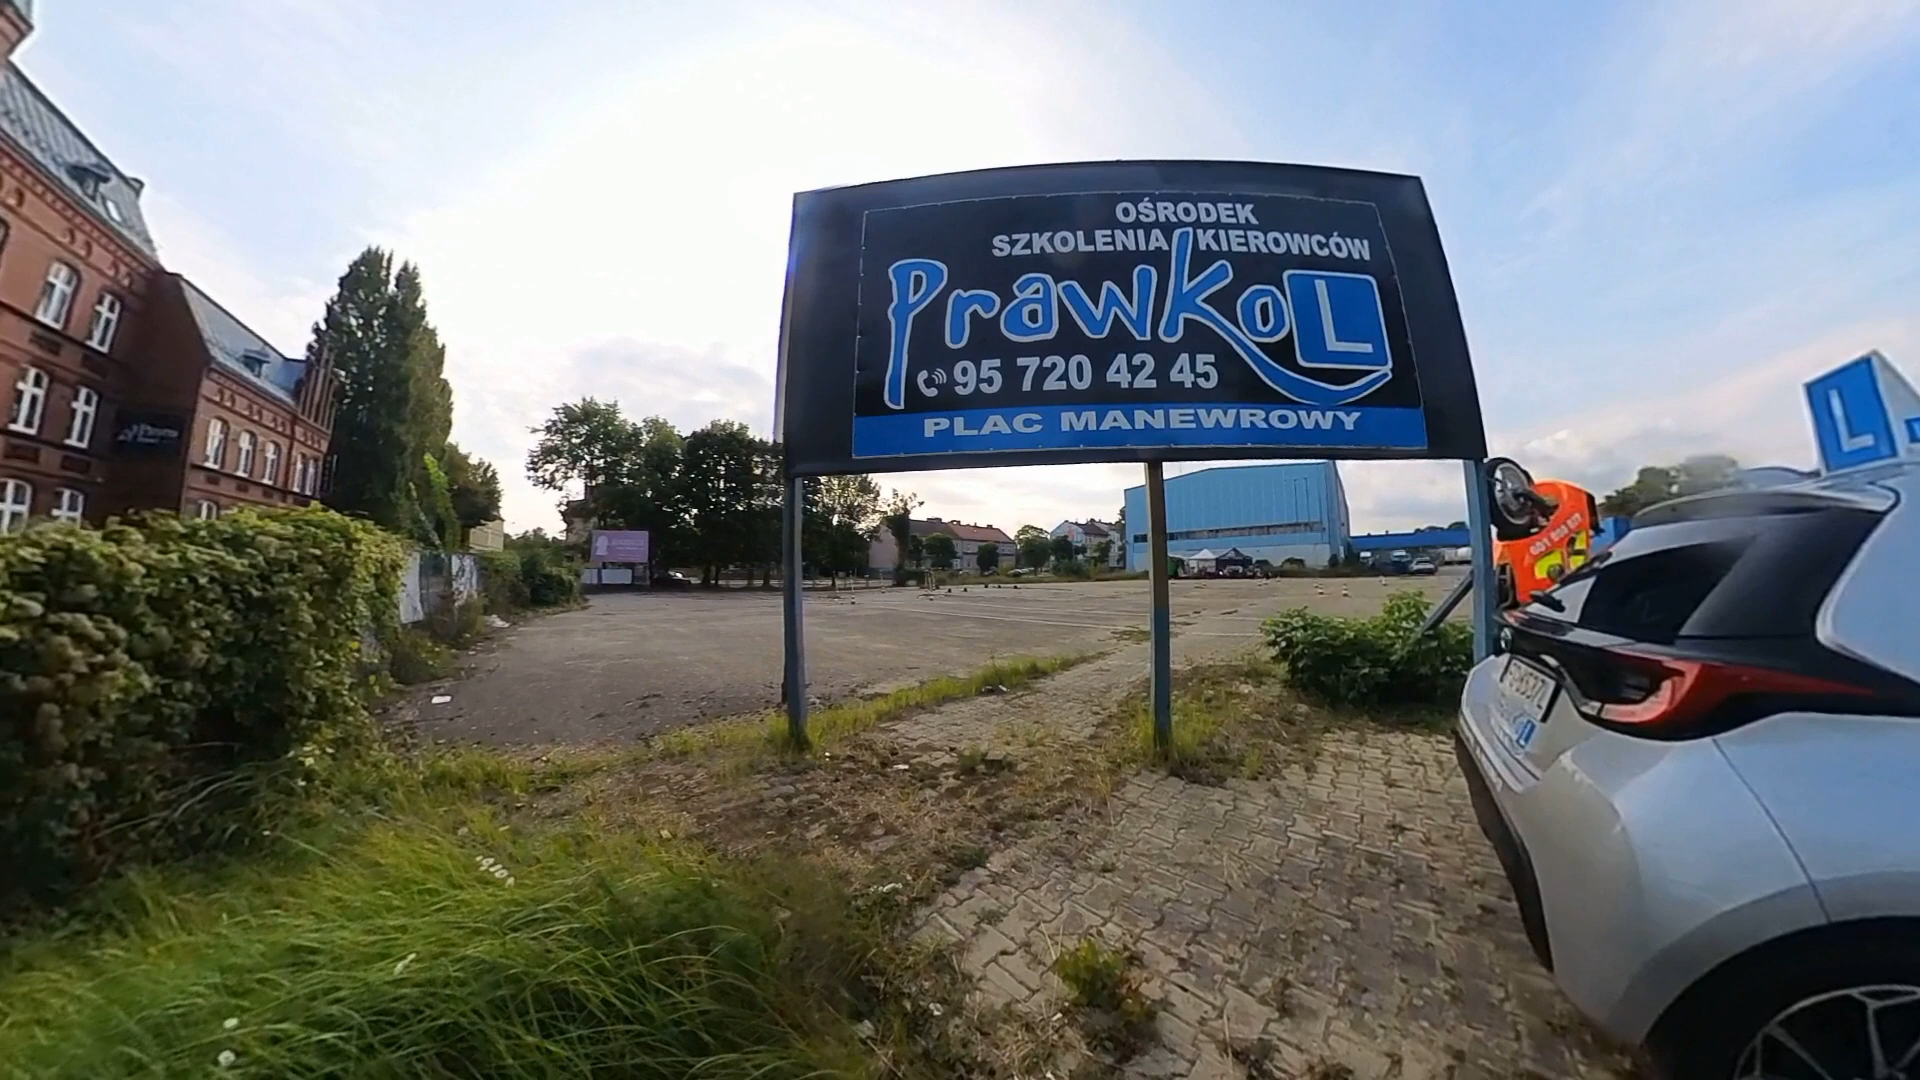 OŚRODEK
SZKOLENIA KIEROWCÓW
Prawko L
95 720 42 45
PLAC MANEWROWY
L